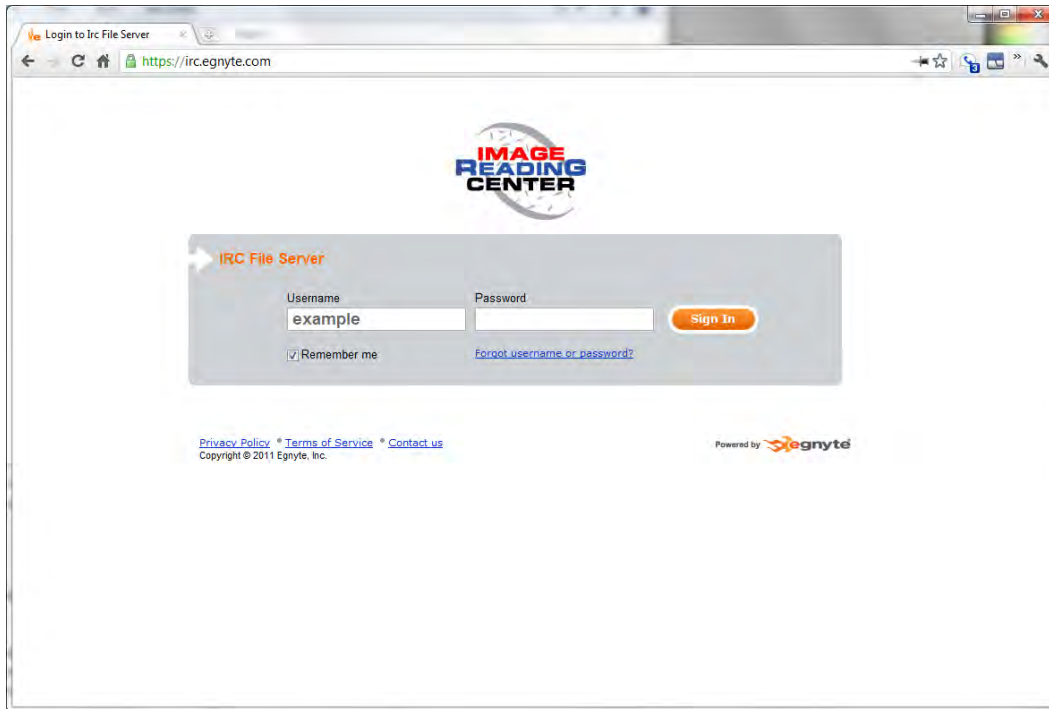 Login to Irc File Server
https://irc.egnyte.com
3
IMAGE
READING
CENTER
IRC File Server
Username Password
example
Sign In
Remember me Forgot username or password?
Privacy Policy * Terms of Service * Contact us
Copyright © 2011 Egnyte, Inc.
Powered by egnyte